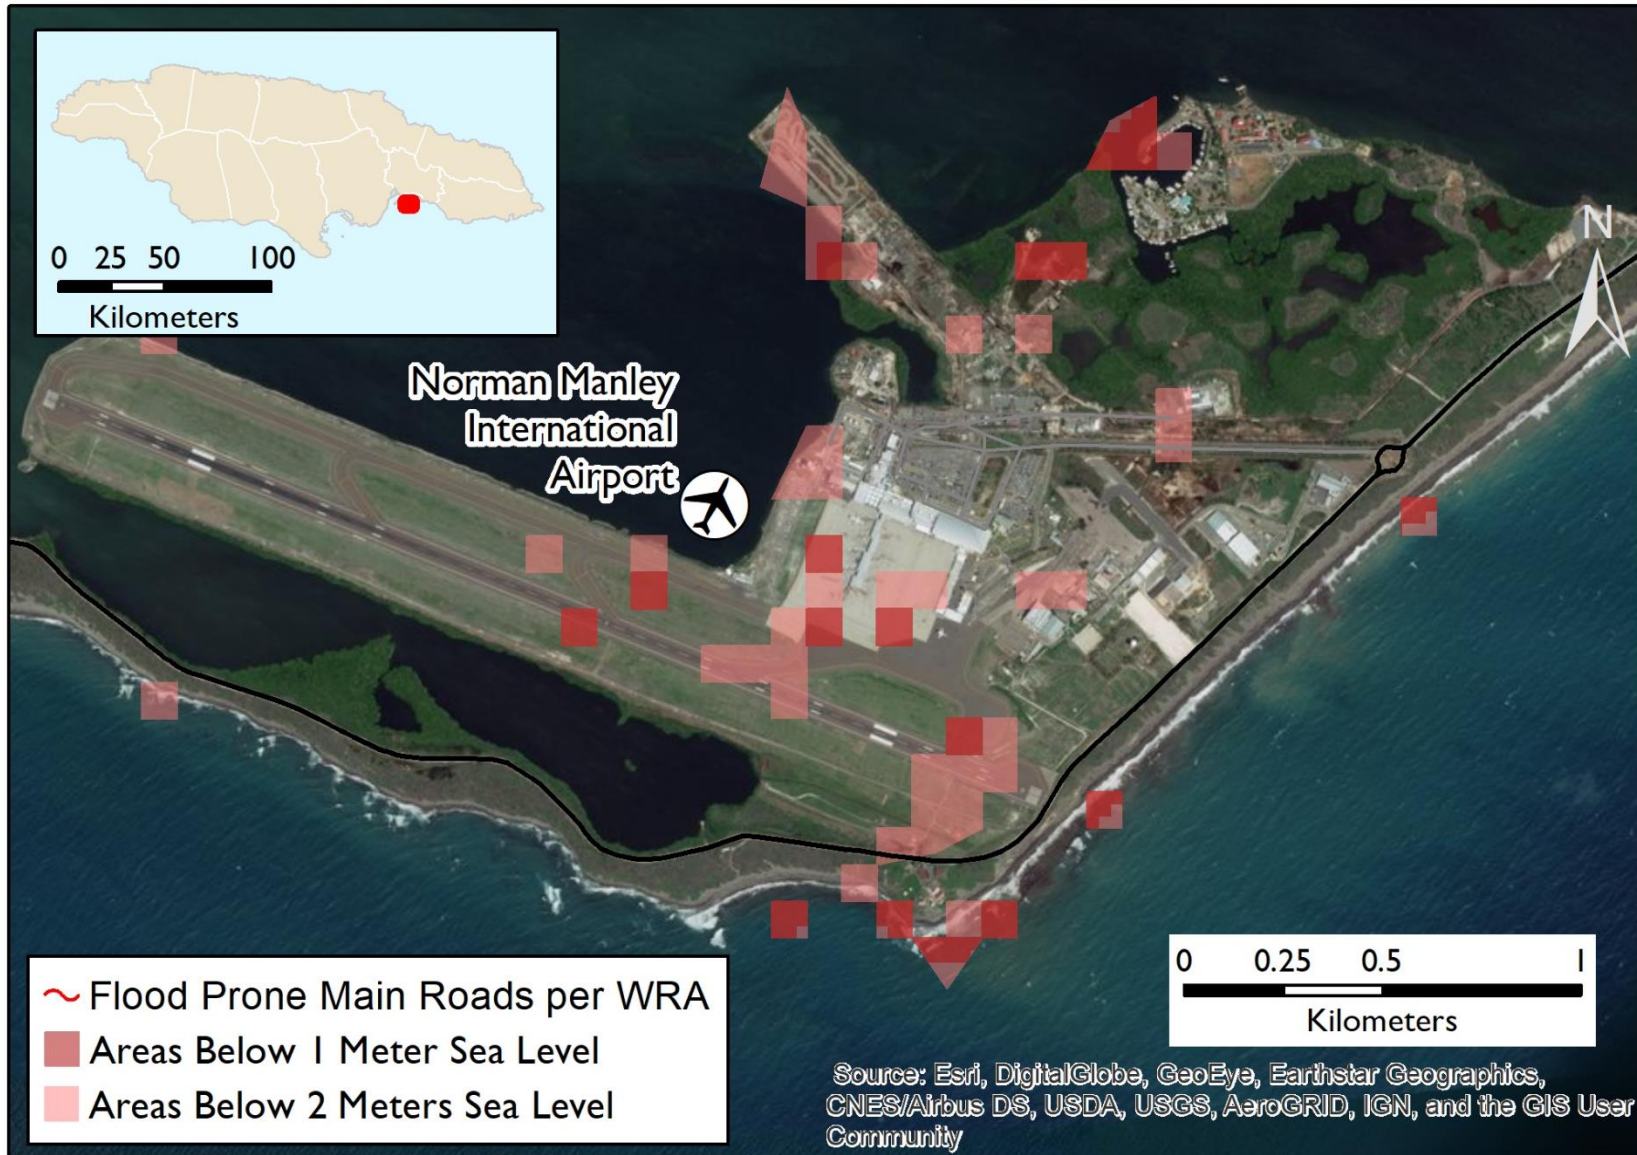 0 25 50 100
Kilometers
N
Norman Manley
International
Airport
Flood Prone Main Roads per WRA
Areas Below 1 Meter Sea Level
Areas Below 2 Meters Sea Level
0 0.25 0.5 1
Kilometers
Source: Esri, DigitalGlobe, GeoEye, Earthstar Geographics,
CNES/Airbus DS, USDA, USGS, AeroGRID, IGN, and the GIS User
Community